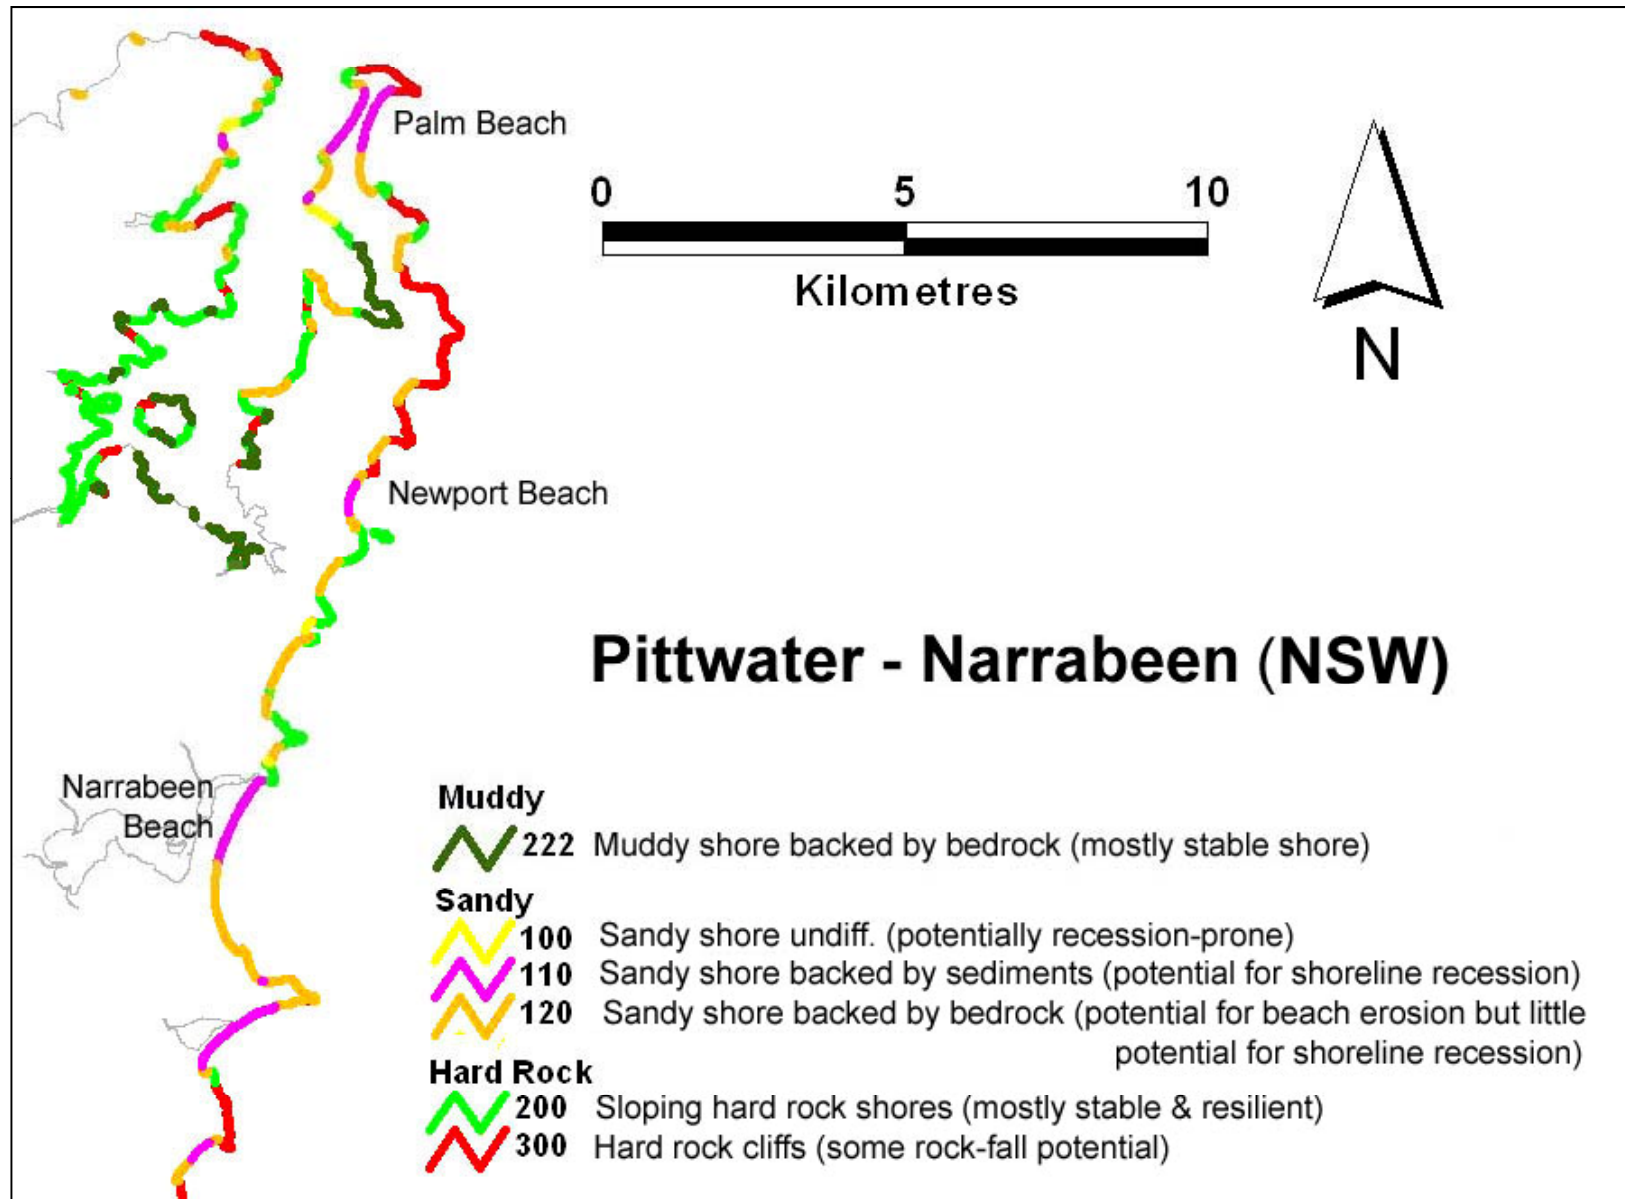 Palm Beach
0 5 10
Kilometres
N
Newport Beach
Pittwater - Narrabeen (NSW)
Narrabeen
Beach
Muddy
222 Muddy shore backed by bedrock (mostly stable shore)
Sandy
100 Sandy shore undiff. (potentially recession-prone)
110 Sandy shore backed by sediments (potential for shoreline recession)
120 Sandy shore backed by bedrock (potential for beach erosion but little
potential for shoreline recession)
Hard Rock
200 Sloping hard rock shores (mostly stable & resilient)
300 Hard rock cliffs (some rock-fall potential)